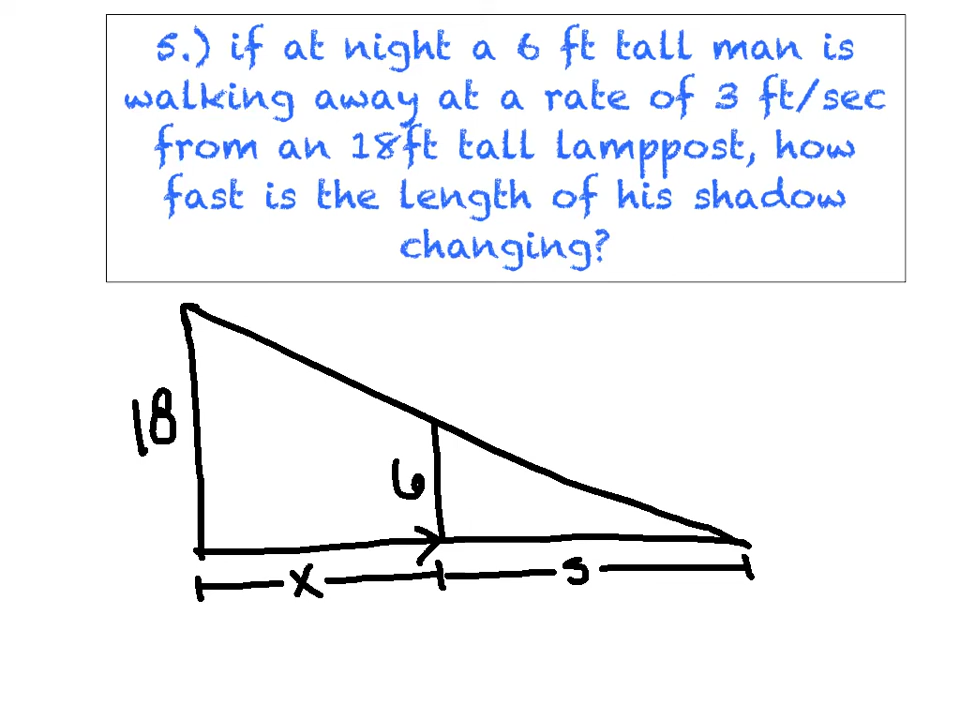 5.) if at night a 6 ft tall man is
walking away at a rate of 3 ft/sec
from an 18ft tall lamppost, how
fast is the length of his shadow
changing?
18
6
x
s